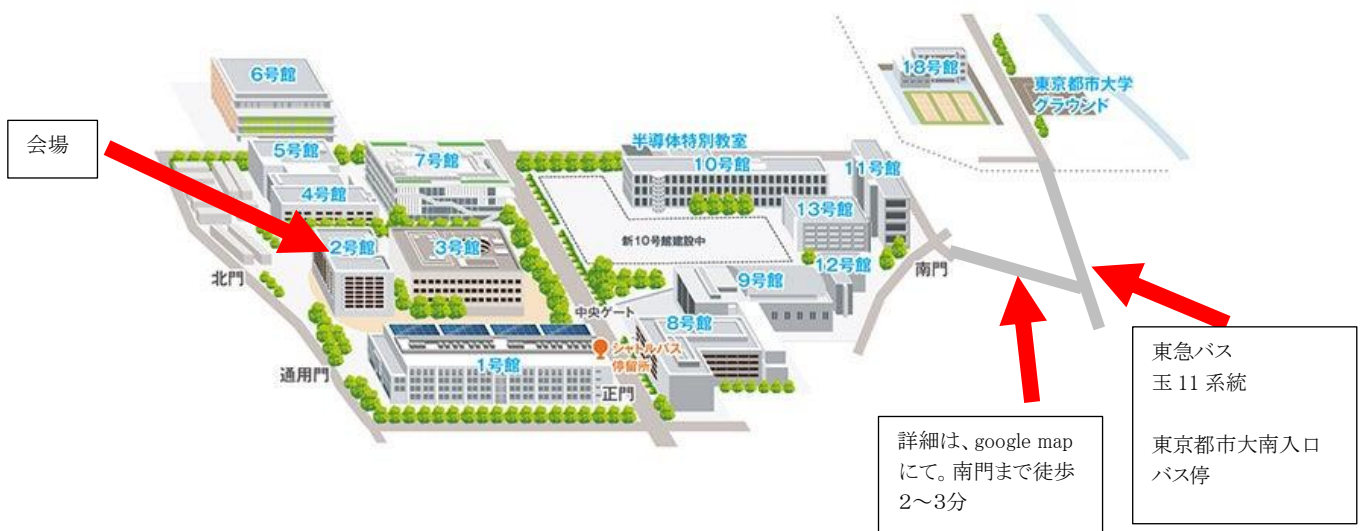 6号館
18号館
東京都市大学
グラウンド
会場
5号館
7号館
半導体特別教室
10号館
11号館
4号館
13号館
2号館
3号館
新10号館建設中
北門
南門
12号館
9号館
中央ゲート
8号館
シャトルバス
停留所
1号館
通用門
正門
東急バス
玉 11 系統
東京都市大南入口
バス停
詳細は、google map
にて。南門まで徒歩
2～3分